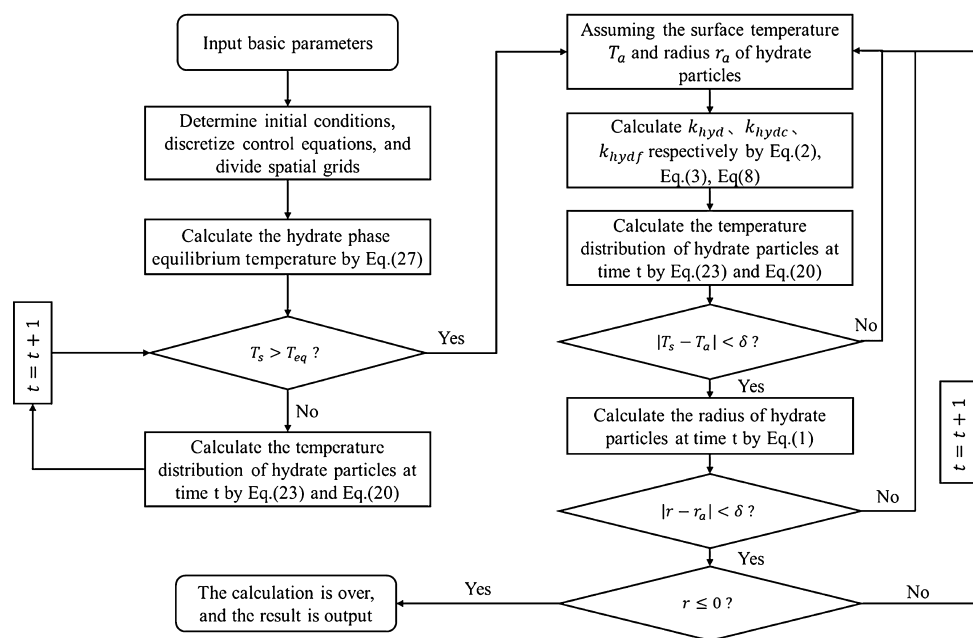 Input basic parameters
Determine initial conditions,
discretize control equations, and
divide spatial grids
Calculate the hydrate phase
equilibrium temperature by Eq.(27)
T_s > T_eq ?
Yes
No
t = t + 1
Calculate the temperature
distribution of hydrate particles at
time t by Eq.(23) and Eq.(20)
Assuming the surface temperature
T_a and radius r_a of hydrate
particles
Calculate k_hyd、k_hydc、
k_hydf respectively by Eq.(2),
Eq.(3), Eq(8)
Calculate the temperature
distribution of hydrate particles at
time t by Eq.(23) and Eq.(20)
|T_s − T_a| < δ ?
No
Yes
Calculate the radius of hydrate
particles at time t by Eq.(1)
|r − r_a| < δ ?
No
Yes
t = t + 1
r ≤ 0 ?
No
Yes
The calculation is over,
and the result is output